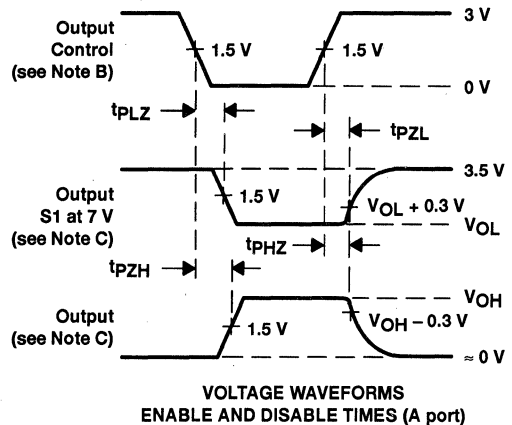 Output
Control
(see Note B)
3 V
1.5 V
1.5 V
0 V
tPLZ
tPZL
Output
S1 at 7 V
(see Note C)
3.5 V
1.5 V
VOL + 0.3 V
VOL
tPHZ
tPZH
Output
(see Note C)
VOH
1.5 V
VOH – 0.3 V
≈ 0 V
VOLTAGE WAVEFORMS
ENABLE AND DISABLE TIMES (A port)